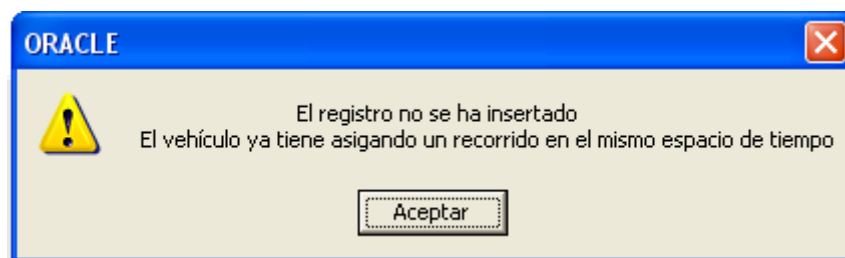 ORACLE
El registro no se ha insertado
El vehículo ya tiene asigando un recorrido en el mismo espacio de tiempo
Aceptar